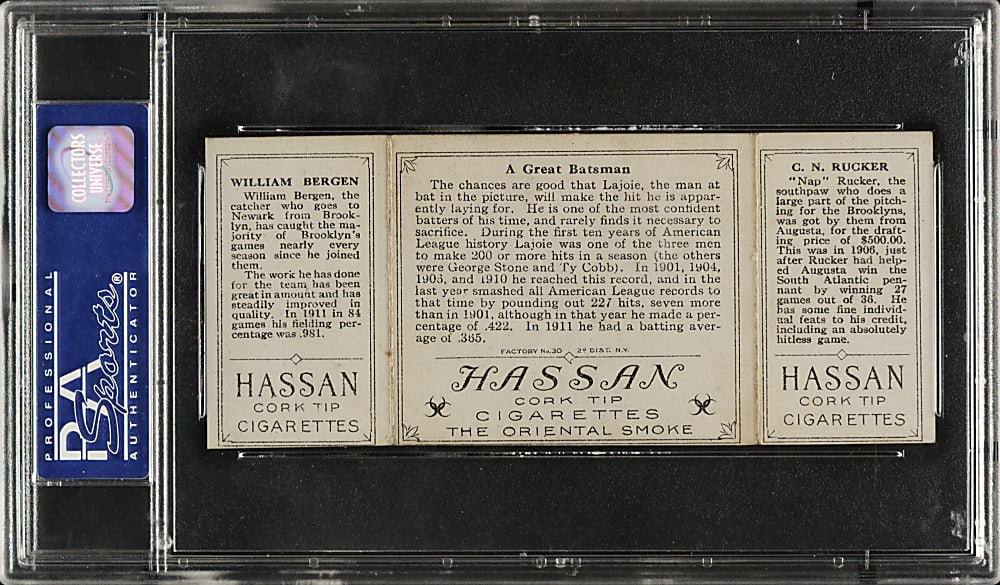 COLLECTORS
UNIVERSE
PROFESSIONAL
PSA
Sports®
AUTHENTICATOR
WILLIAM BERGEN
William Bergen, the
catcher who goes to
Newark from Brook-
lyn, has caught the ma-
jority of Brooklyn's
games nearly every
season since he joined
them.
The work he has done
for the team has been
great in amount and has
steadily improved in
quality. In 1911 in 84
games his fielding per-
centage was .981.
HASSAN
CORK TIP
CIGARETTES
A Great Batsman
The chances are good that Lajoie, the man at
bat in the picture, will make the hit he is appar-
ently laying for. He is one of the most confident
batters of his time, and rarely finds it necessary to
sacrifice. During the first ten years of American
League history Lajoie was one of the three men
to make 200 or more hits in a season (the others
were George Stone and Ty Cobb). In 1901, 1904,
1906, and 1910 he reached this record, and in the
last year smashed all American League records to
that time by pounding out 227 hits, seven more
than in 1901, although in that year he made a per-
centage of .422. In 1911 he had a batting aver-
age of .365.
FACTORY No.30 2D DIST. N.Y.
HASSAN
CORK TIP
CIGARETTES
THE ORIENTAL SMOKE
C. N. RUCKER
"Nap" Rucker, the
southpaw who does a
large part of the pitch-
ing for the Brooklyns,
was got by them from
Augusta, for the draft-
ing price of $500.00.
This was in 1906, just
after Rucker had help-
ed Augusta win the
South Atlantic pen-
nant by winning 27
games out of 36. He
has some fine individ-
ual feats to his credit,
including an absolutely
hitless game.
HASSAN
CORK TIP
CIGARETTES